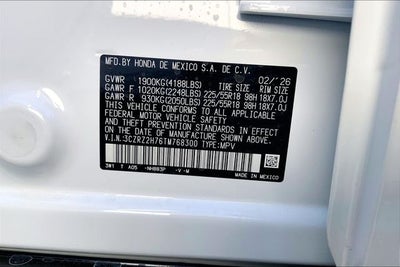 MFD.BY HONDA DE MEXICO S.A. DE C.V.
GVWR 1900KG(4188LBS) 02/'26
TIRE SIZE RIM SIZE
GAWR F 1020KG(2248LBS) 225/55R18 98H 18X7.0J
GAWR R 930KG(2050LBS) 225/55R18 98H 18X7.0J
THIS VEHICLE CONFORMS TO ALL APPLICABLE
FEDERAL MOTOR VEHICLE SAFETY STANDARDS
IN EFFECT ON THE DATE OF MANUFACTURE SHOWN ABOVE.
V.I.N.:3CZRZ2H76TM768300 TYPE:MPV
3W1 A05 NH883P -V -M
MADE IN MEXICO